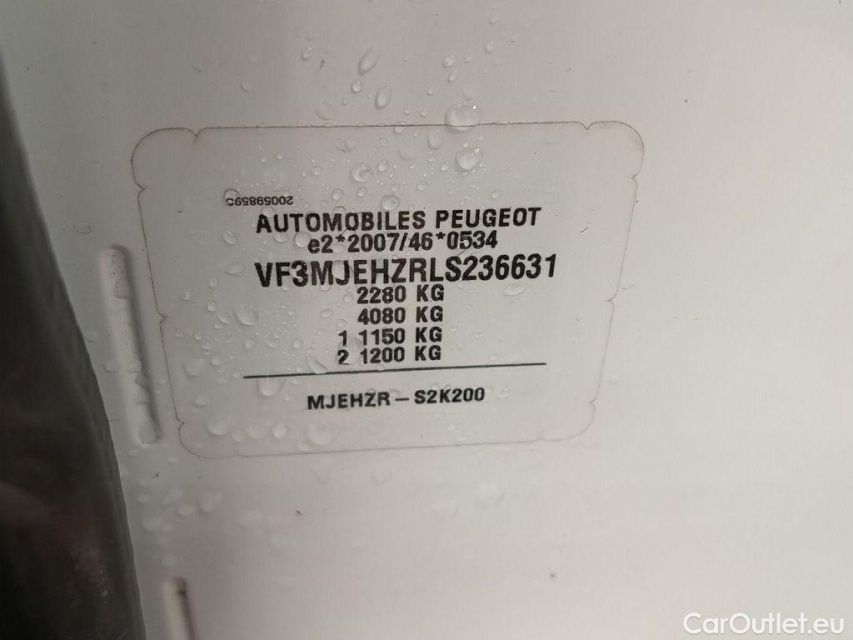 200598859C
AUTOMOBILES PEUGEOT
e2*2007/46*0534
VF3MJEHZRLS236631
2280 KG
4080 KG
1 1150 KG
2 1200 KG
MJEHZR - S2K200
CarOutlet.eu